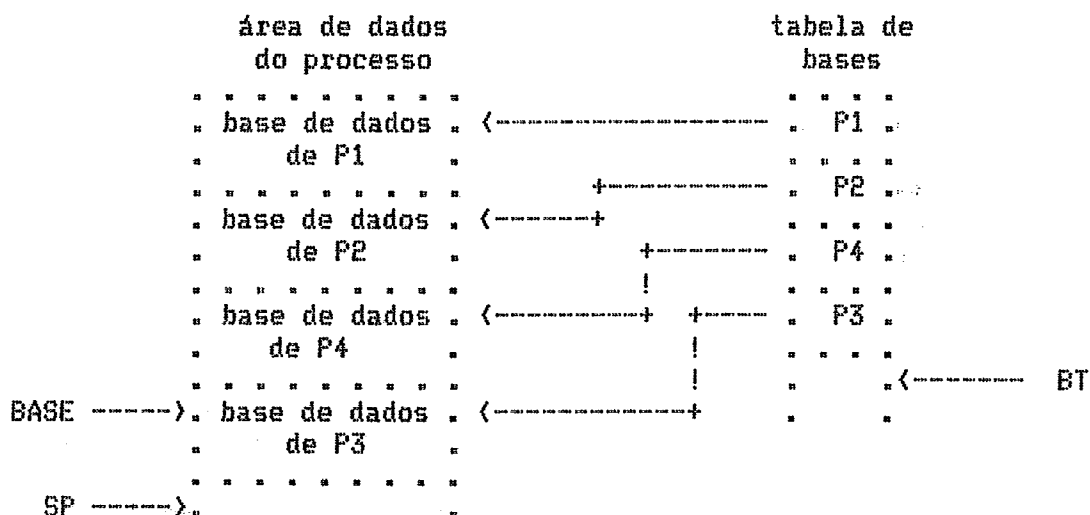 área de dados tabela de
do processo bases
base de dados <---------- P1
de P1
+---------- P2
base de dados <------+
de P2 +-------- P4
!
base de dados <---------+ +----- P3
de P4 !
! <------- BT
BASE -----> base de dados <------------+
de P3
SP ----->